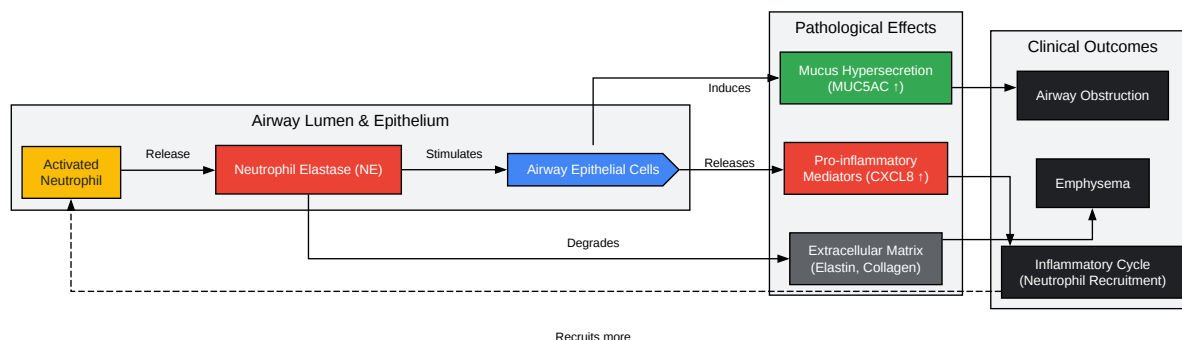 Pathological Effects
Clinical Outcomes
Mucus Hypersecretion
(MUC5AC ↑)
Induces
Airway Obstruction
Airway Lumen & Epithelium
Activated
Neutrophil
Release
Neutrophil Elastase (NE)
Stimulates
Airway Epithelial Cells
Releases
Pro-inflammatory
Mediators (CXCL8 ↑)
Emphysema
Degrades
Extracellular Matrix
(Elastin, Collagen)
Inflammatory Cycle
(Neutrophil Recruitment)
Recruits more